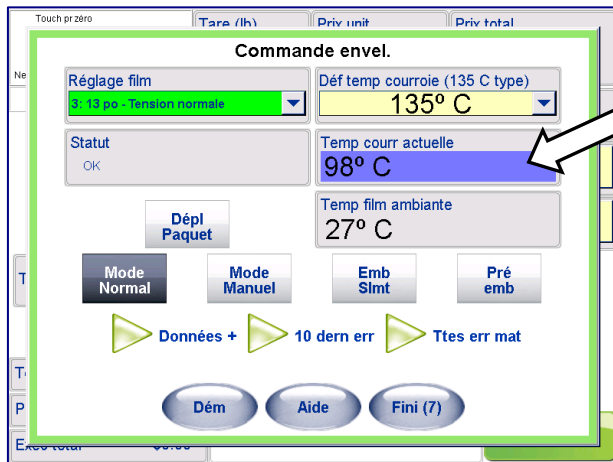 Touch pr zéro
Tare (lb)
Prix unit
Prix total
Ne
Commande envel.
Réglage film
3: 13 po - Tension normale
Déf temp courroie (135 C type)
135º C
Statut
OK
Temp courr actuelle
98º C
Temp film ambiante
27º C
Dépl
Paquet
Mode
Normal
Mode
Manuel
Emb
Slmt
Pré
emb
Données +
10 dern err
Ttes err mat
Dém
Aide
Fini (7)